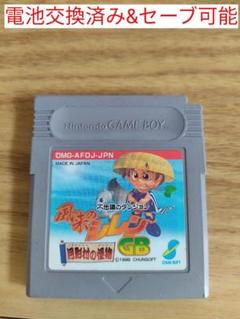 電池交換済み&セーブ可能
Nintendo GAME BOY
DMG-AFDJ-JPN
MADE IN JAPAN
不思議のダンジョン
風来のシレン
GB
月影村の怪物
©1996 CHUNSOFT
CHUN SOFT